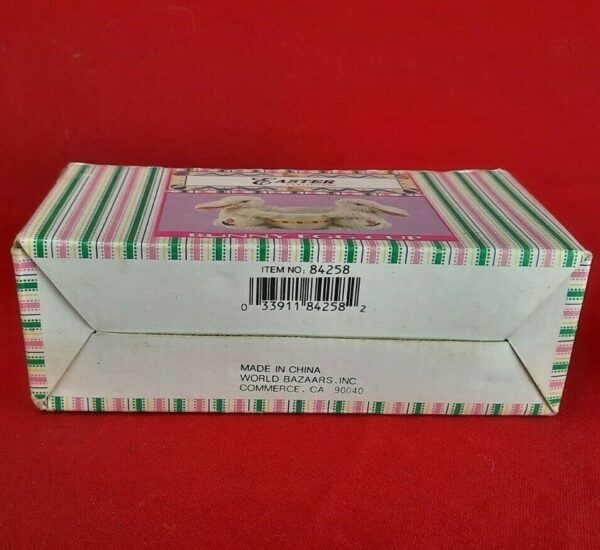 EASTER
BUNNY EGG CUP
ITEM NO: 84258
0 33911 84258 2
MADE IN CHINA
WORLD BAZAARS, INC
COMMERCE, CA 90040